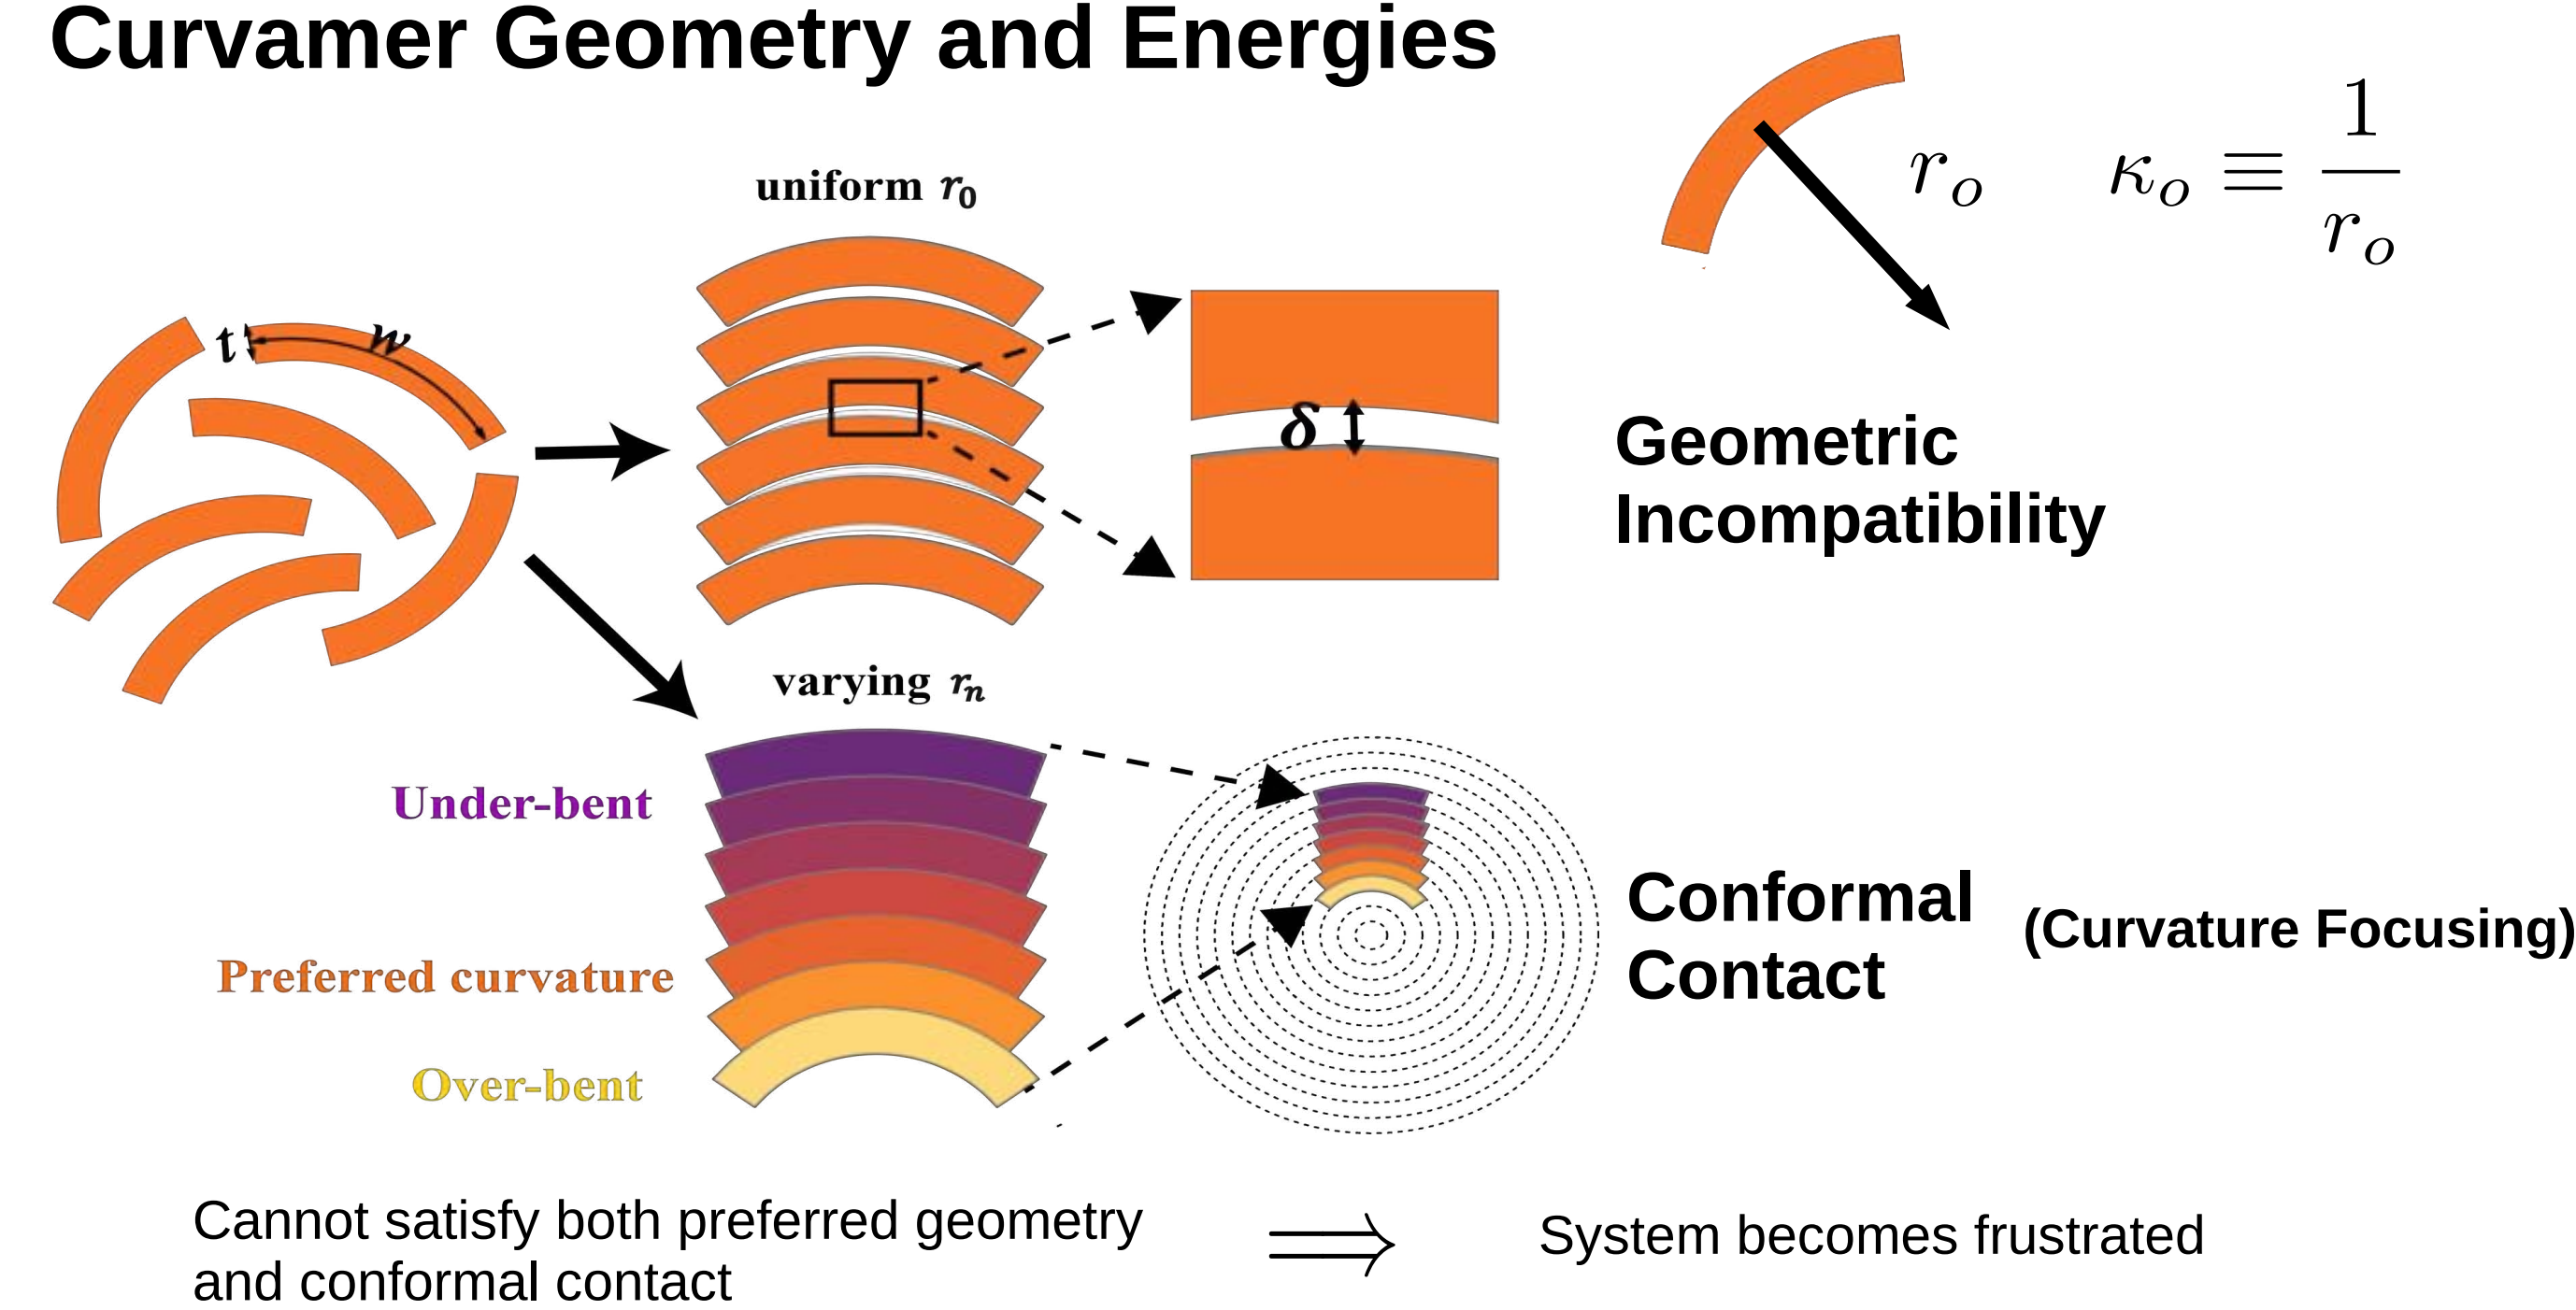 Curvamer Geometry and Energies
r_o κ_o ≡ 1/r_o
uniform r_0
t w
δ
Geometric
Incompatibility
varying r_n
Under-bent
Preferred curvature
Over-bent
Conformal
Contact
(Curvature Focusing)
Cannot satisfy both preferred geometry
and conformal contact
⟹
System becomes frustrated